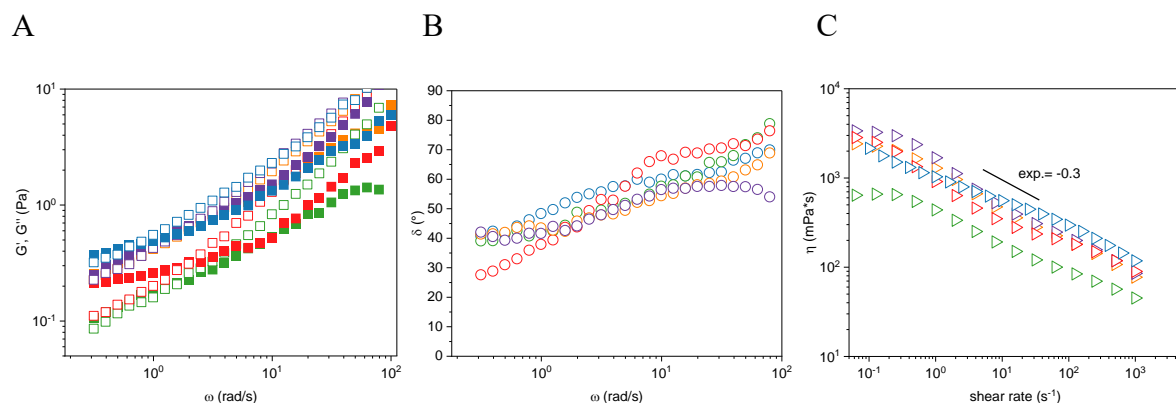 A
B
C
G', G'' (Pa)
10¹
10⁰
10⁻¹
10⁰
10¹
10²
ω (rad/s)
δ (°)
90
80
70
60
50
40
30
20
10
0
10⁰
10¹
10²
ω (rad/s)
η (mPa*s)
10⁴
10³
10²
10¹
exp.= -0.3
10⁻¹
10⁰
10¹
10²
10³
shear rate (s⁻¹)